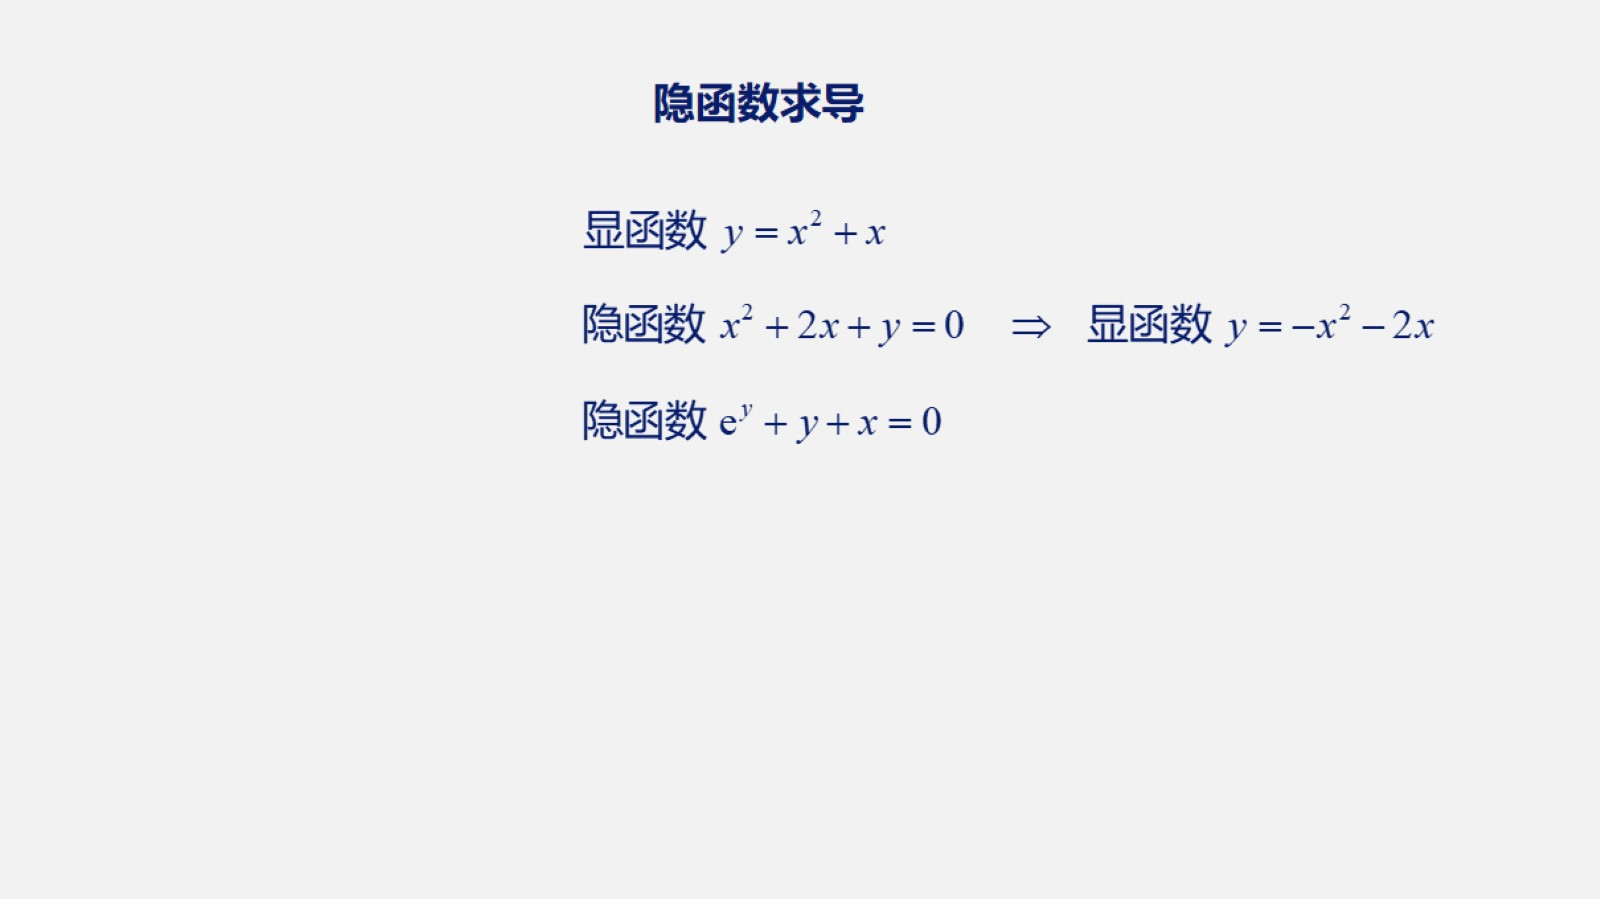 隐函数求导
显函数 y = x² + x
隐函数 x² + 2x + y = 0 ⇒ 显函数 y = −x² − 2x
隐函数 eʸ + y + x = 0